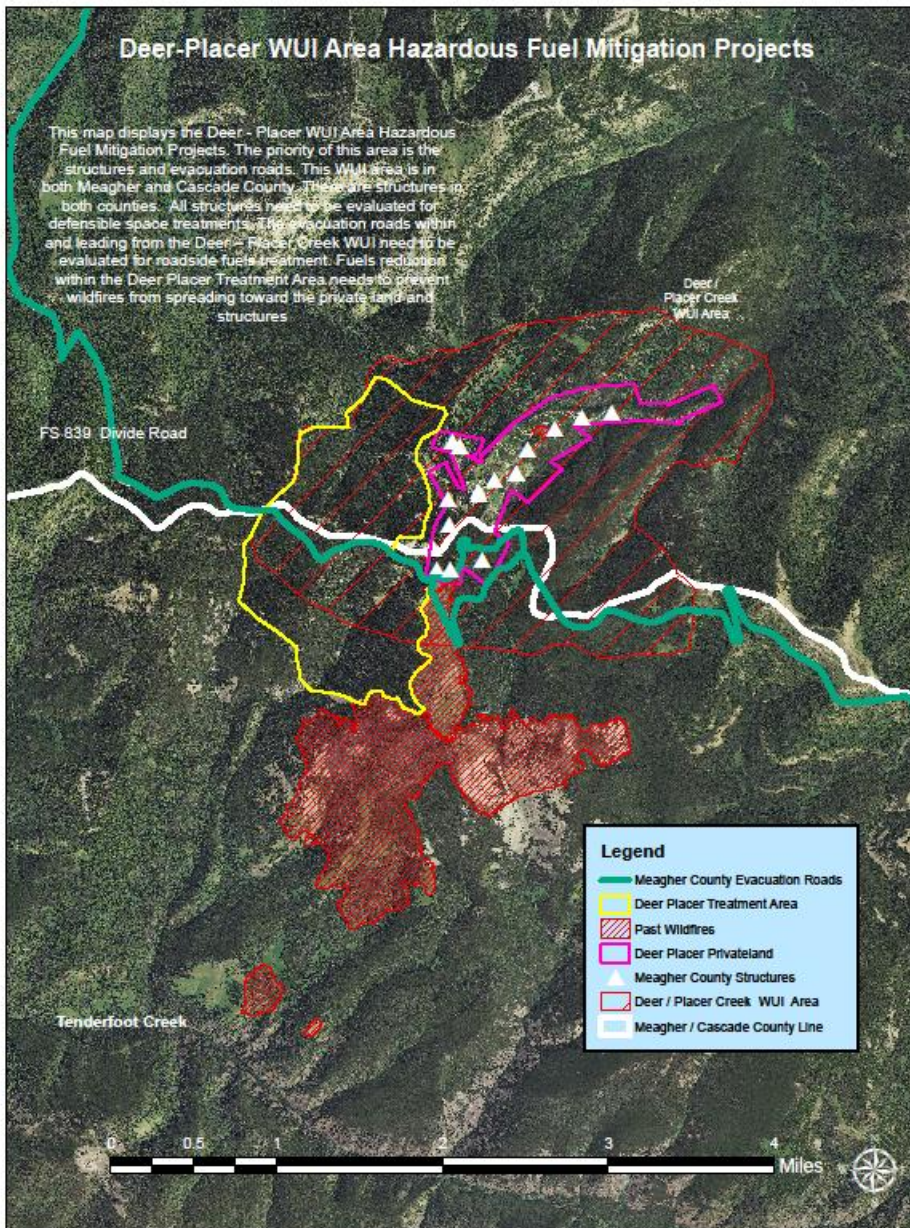 Deer-Placer WUI Area Hazardous Fuel Mitigation Projects
This map displays the Deer - Placer WUI Area Hazardous
Fuel Mitigation Projects. The priority of this area is the
structures and evacuation roads. This WUI area is in
both Meagher and Cascade County. There are structures in
both counties. All structures need to be evaluated for
defensible space treatments. The evacuation roads within
and leading from the Deer – Placer Creek WUI need to be
evaluated for roadside fuels treatment. Fuels reduction
within the Deer Placer Treatment Area needs to prevent
wildfires from spreading toward the private land and
structures
Deer /
Placer Creek
WUI Area
FS 839 Divide Road
Legend
Meagher County Evacuation Roads
Deer Placer Treatment Area
Past Wildfires
Deer Placer Privateland
Meagher County Structures
Deer / Placer Creek WUI Area
Meagher / Cascade County Line
Tenderfoot Creek
0 0.5 1 2 3 4
Miles